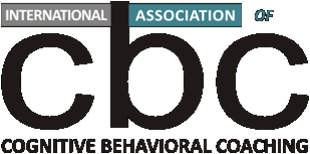 INTERNATIONAL ASSOCIATION OF
cbc
COGNITIVE BEHAVIORAL COACHING